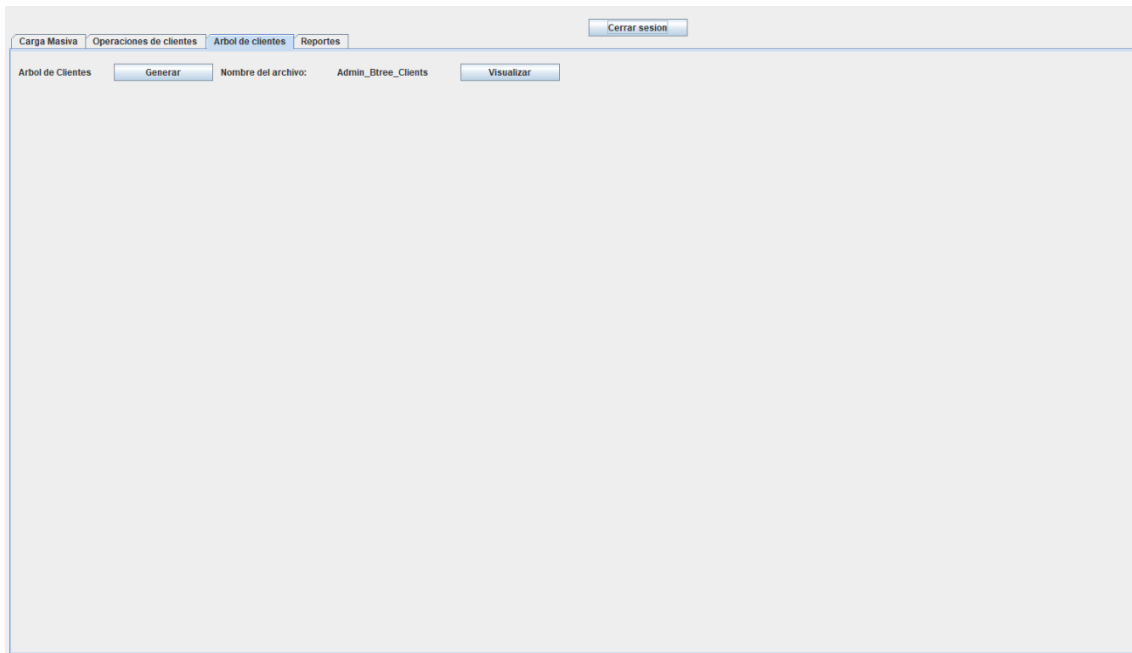 Cerrar sesion
Carga Masiva Operaciones de clientes Arbol de clientes Reportes
Arbol de Clientes Generar Nombre del archivo: Admin_Btree_Clients Visualizar